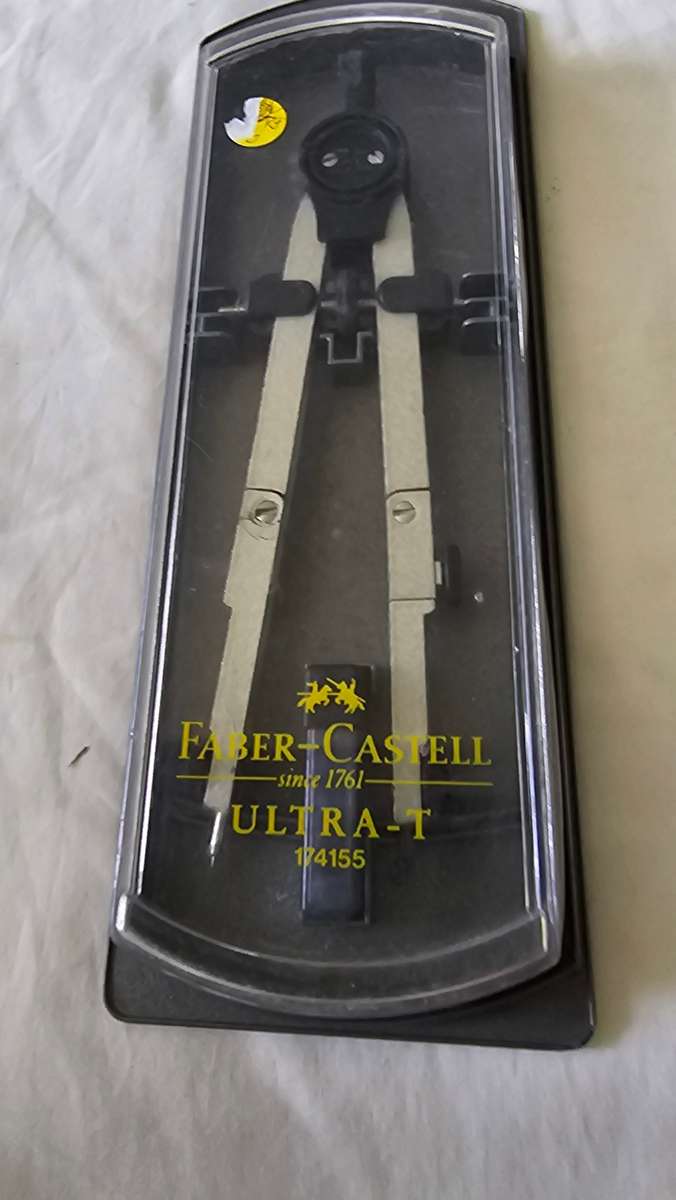 FABER-CASTELL
since 1761
ULTRA-T
174155